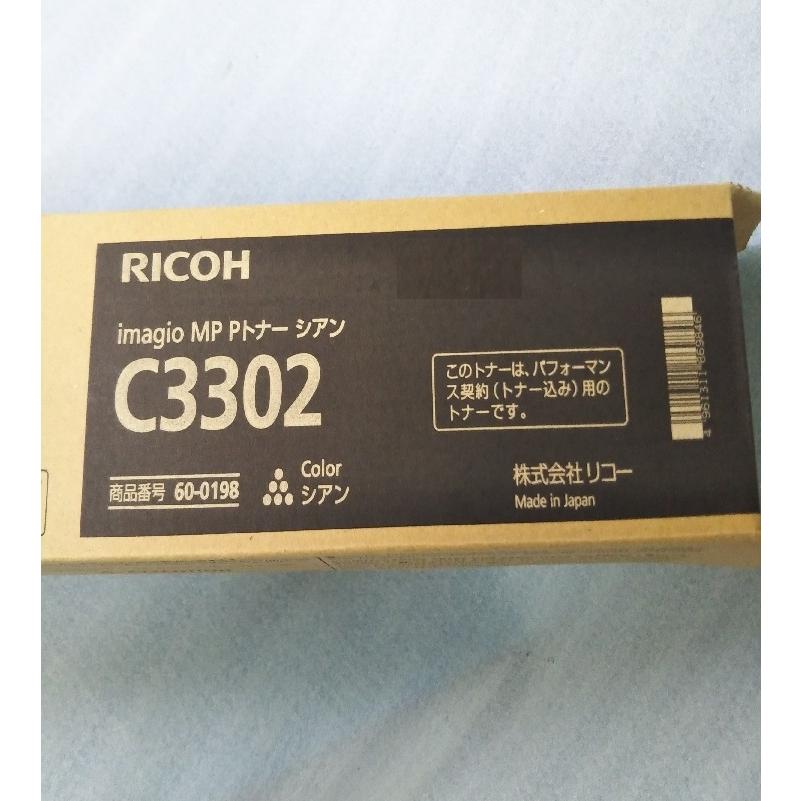 RICOH
imagio MP Pトナー シアン
C3302
このトナーは、パフォーマン
ス契約（トナー込み）用の
トナーです。
商品番号 60-0198
Color
シアン
株式会社リコー
Made in Japan
4 961311 869846